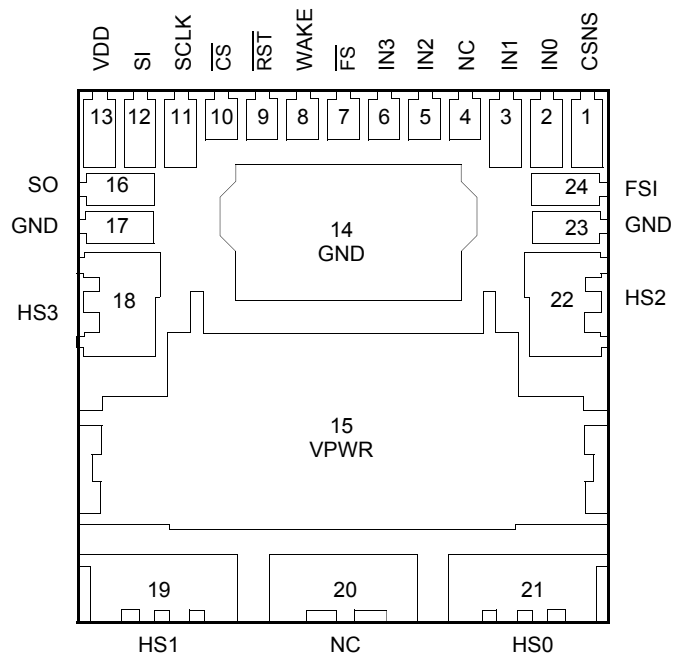 VDD SI SCLK CS RST WAKE FS IN3 IN2 NC IN1 IN0 CSNS
13 12 11 10 9 8 7 6 5 4 3 2 1
SO 16 24 FSI
GND 17 14 23 GND
GND
HS3 18 22 HS2
15
VPWR
19 20 21
HS1 NC HS0